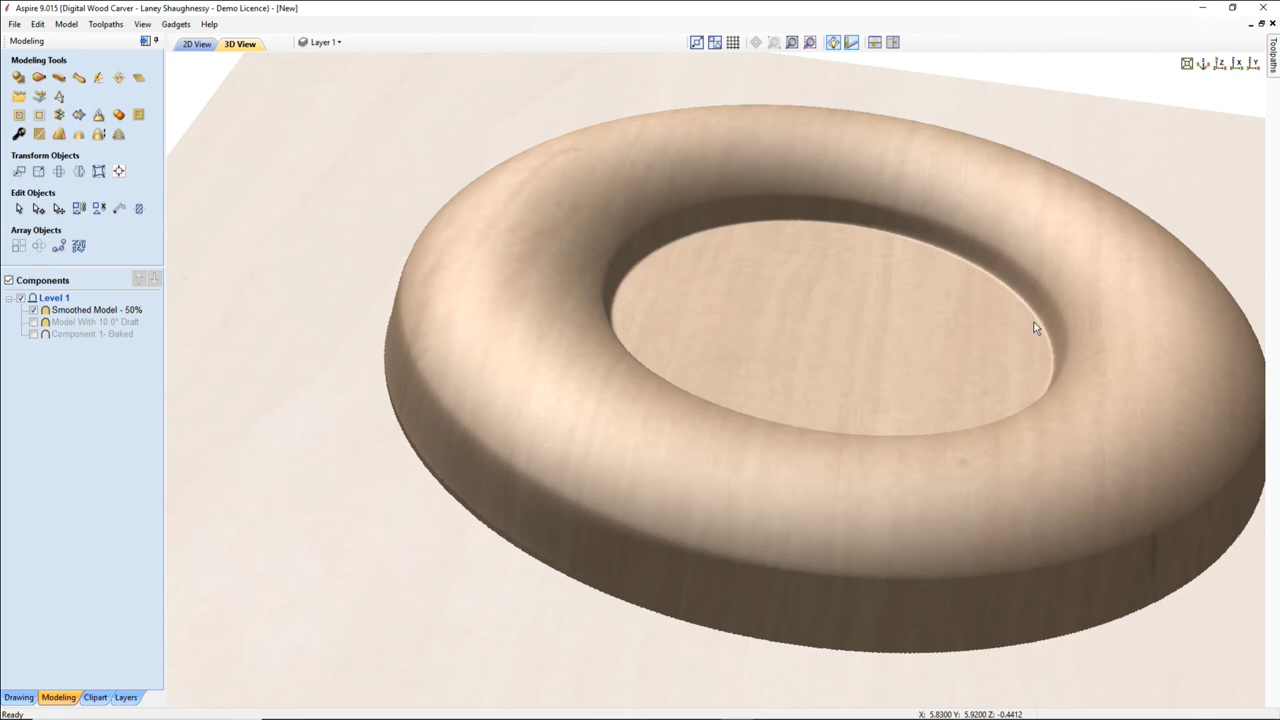 Aspire 9.015 (Digital Wood Carver - Laney Shaughnessy - Demo Licence) - [New]
File Edit Model Toolpaths View Gadgets Help
Modeling
2D View 3D View Layer 1
Toolpaths
Modeling Tools
Transform Objects
Edit Objects
Array Objects
Components
Level 1
Smoothed Model - 50%
Model With 10.0° Draft
Component 1- Baked
Drawing Modeling Clipart Layers
Ready X: 5.8300 Y: 5.9200 Z: -0.4412